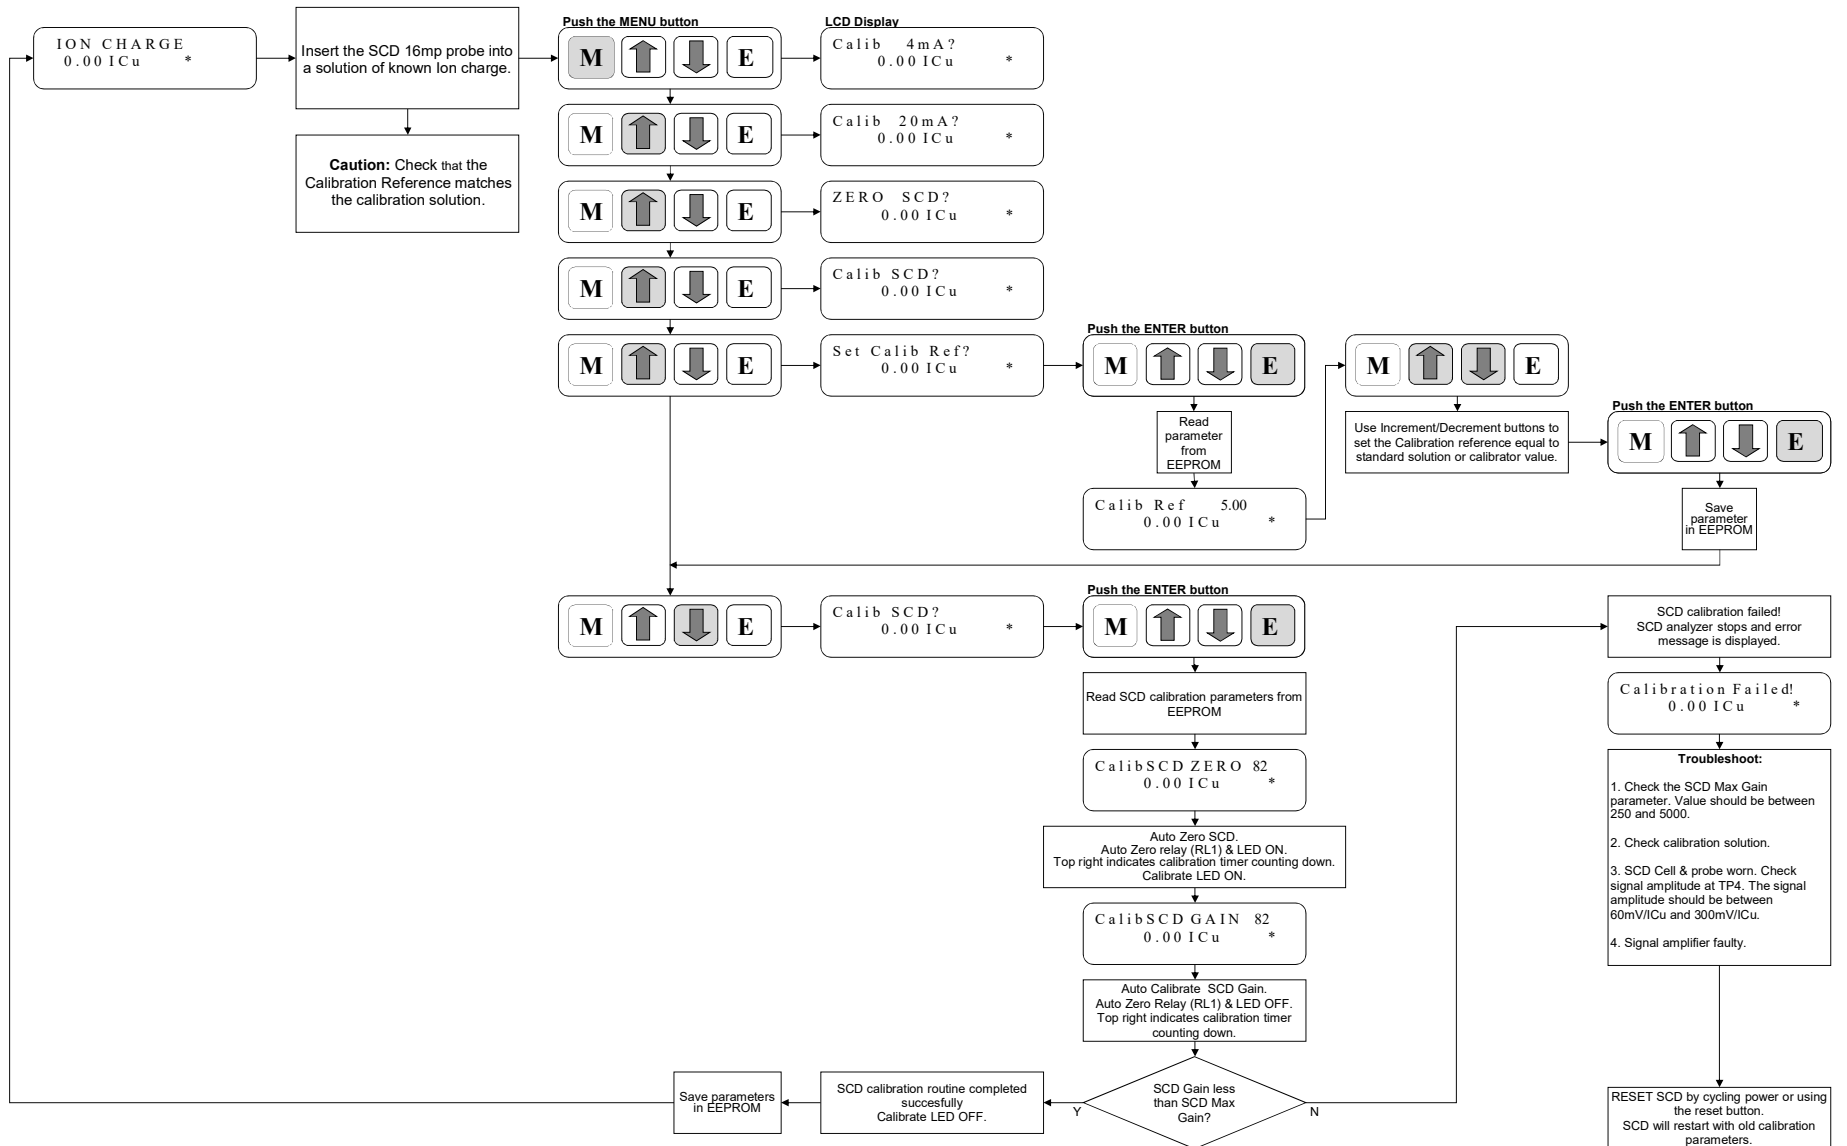 Push the MENU button
LCD Display
ION CHARGE
0.00 ICu *
Insert the SCD 16mp probe into
a solution of known Ion charge.
M E
Calib 4mA?
0.00 ICu *
Caution: Check that the
Calibration Reference matches
the calibration solution.
M E
Calib 20mA?
0.00 ICu *
M E
ZERO SCD?
0.00 ICu *
M E
Calib SCD?
0.00 ICu *
M E
Set Calib Ref?
0.00 ICu *
Push the ENTER button
M E
Read
parameter
from
EEPROM
Calib Ref 5.00
0.00 ICu *
M E
Use Increment/Decrement buttons to
set the Calibration reference equal to
standard solution or calibrator value.
Push the ENTER button
M E
Save
parameter
in EEPROM
M E
Calib SCD?
0.00 ICu *
Push the ENTER button
M E
Read SCD calibration parameters from
EEPROM
CalibSCD ZERO 82
0.00 ICu *
Auto Zero SCD.
Auto Zero relay (RL1) & LED ON.
Top right indicates calibration timer counting down.
Calibrate LED ON.
CalibSCD GAIN 82
0.00 ICu *
Auto Calibrate SCD Gain.
Auto Zero Relay (RL1) & LED OFF.
Top right indicates calibration timer
counting down.
SCD Gain less
than SCD Max
Gain?
Y
N
SCD calibration routine completed
succesfully
Calibrate LED OFF.
Save parameters
in EEPROM
SCD calibration failed!
SCD analyzer stops and error
message is displayed.
Calibration Failed!
0.00 ICu *
Troubleshoot:
1. Check the SCD Max Gain
parameter. Value should be between
250 and 5000.
2. Check calibration solution.
3. SCD Cell & probe worn. Check
signal amplitude at TP4. The signal
amplitude should be between
60mV/ICu and 300mV/ICu.
4. Signal amplifier faulty.
RESET SCD by cycling power or using
the reset button.
SCD will restart with old calibration
parameters.